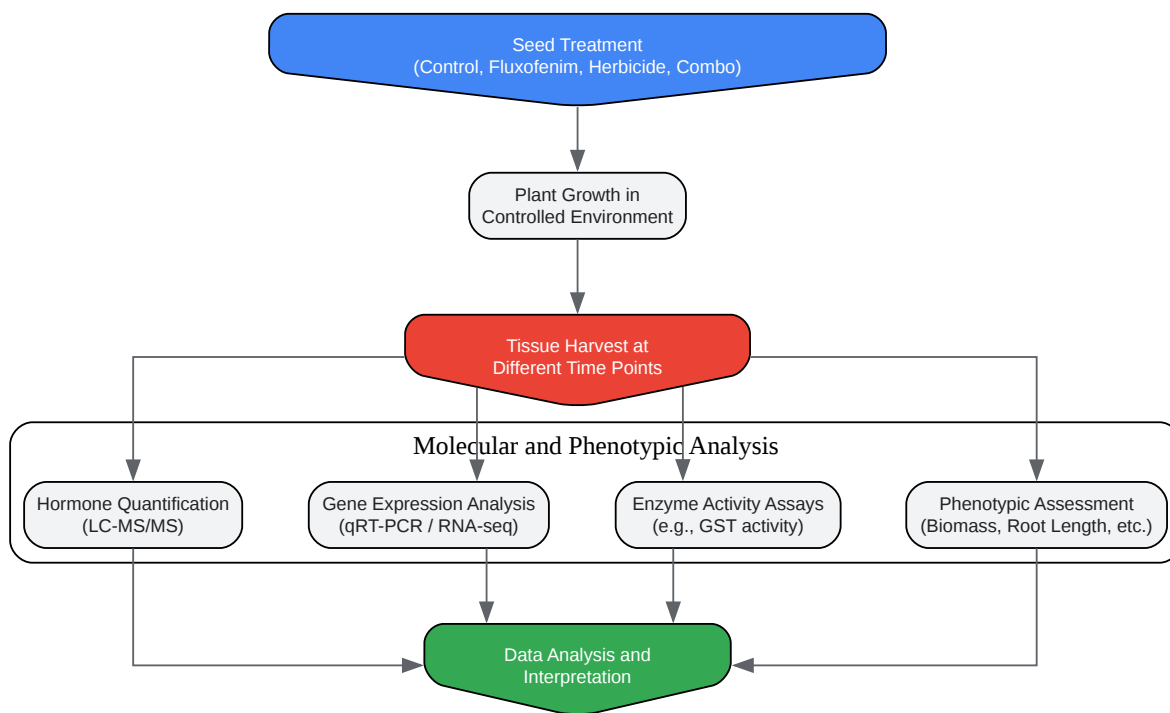 Seed Treatment
(Control, Fluxofenim, Herbicide, Combo)
Plant Growth in
Controlled Environment
Tissue Harvest at
Different Time Points
Molecular and Phenotypic Analysis
Hormone Quantification
(LC-MS/MS)
Gene Expression Analysis
(qRT-PCR / RNA-seq)
Enzyme Activity Assays
(e.g., GST activity)
Phenotypic Assessment
(Biomass, Root Length, etc.)
Data Analysis and
Interpretation